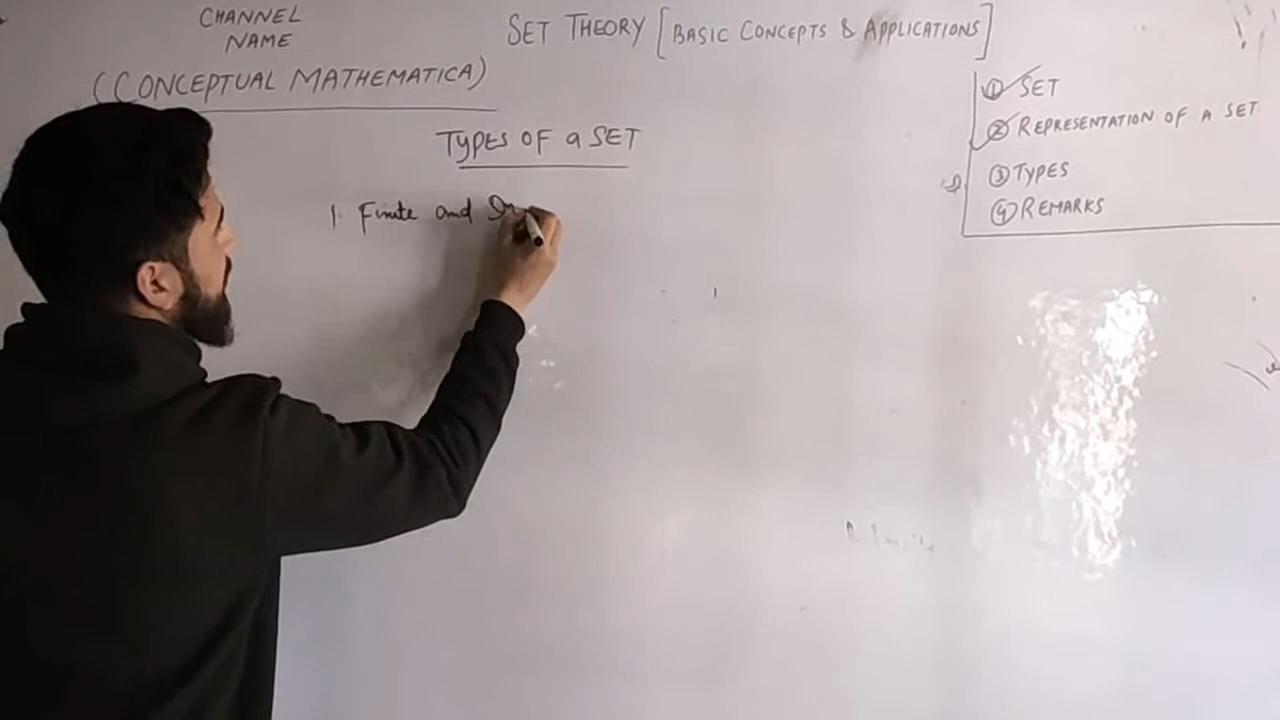 CHANNEL
NAME
(CONCEPTUAL MATHEMATICA)
SET THEORY [BASIC CONCEPTS & APPLICATIONS]
① SET
② REPRESENTATION OF A SET
③ TYPES
④ REMARKS
TYPES OF a SET
1. Finite and In